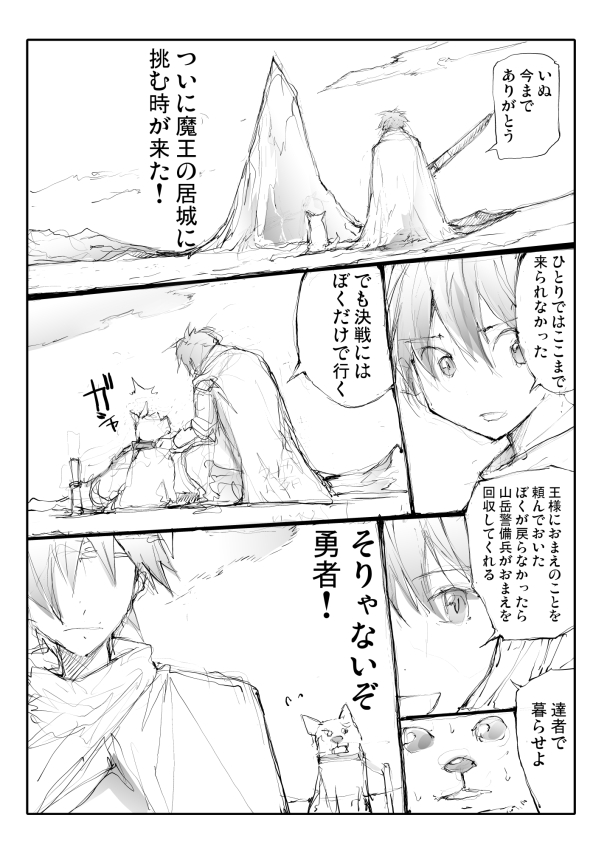 いぬ
今まで
ありがとう
ついに魔王の居城に
挑む時が来た！
ひとりではここまで
来られなかった
でも決戦には
ぼくだけで行く
ガシャ
王様におまえのことを
頼んでおいた
ぼくが戻らなかったら
山岳警備兵がおまえを
回収してくれる
達者で
暮らせよ
そりゃないぞ
勇者！